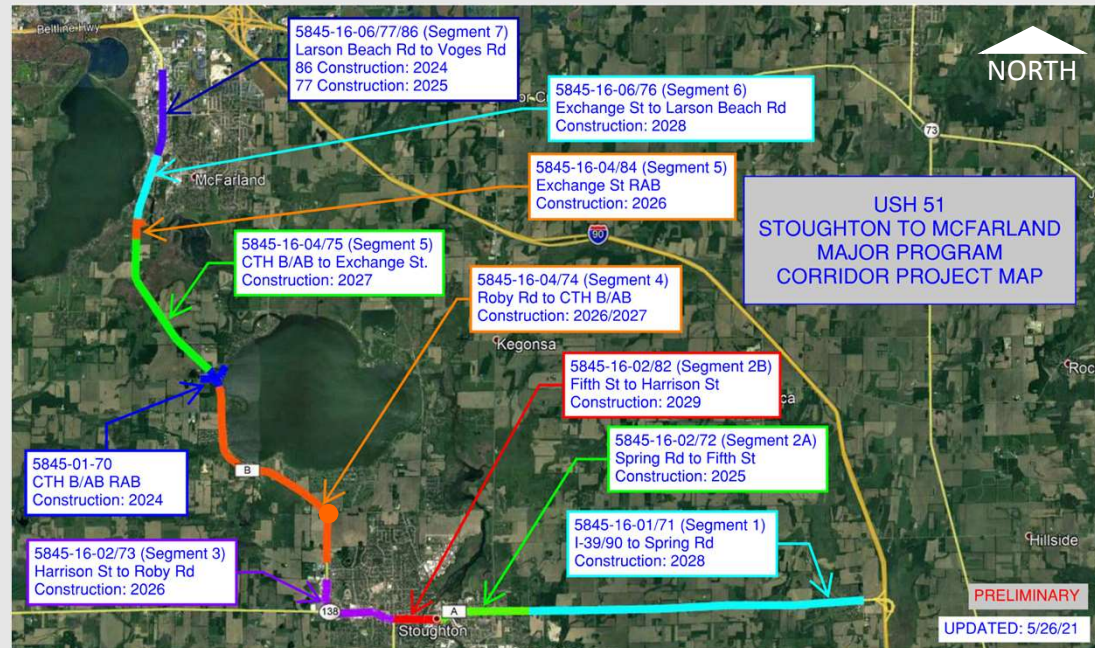 Beltline Hwy
5845-16-06/77/86 (Segment 7)
Larson Beach Rd to Voges Rd
86 Construction: 2024
77 Construction: 2025
NORTH
5845-16-06/76 (Segment 6)
Exchange St to Larson Beach Rd
Construction: 2028
73
McFarland
5845-16-04/84 (Segment 5)
Exchange St RAB
Construction: 2026
USH 51
STOUGHTON TO MCFARLAND
MAJOR PROGRAM
CORRIDOR PROJECT MAP
90
5845-16-04/75 (Segment 5)
CTH B/AB to Exchange St.
Construction: 2027
5845-16-04/74 (Segment 4)
Roby Rd to CTH B/AB
Construction: 2026/2027
Kegonsa
Roc
5845-16-02/82 (Segment 2B)
Fifth St to Harrison St
Construction: 2029
ca
5845-16-02/72 (Segment 2A)
Spring Rd to Fifth St
Construction: 2025
5845-01-70
CTH B/AB RAB
Construction: 2024
B
5845-16-01/71 (Segment 1)
I-39/90 to Spring Rd
Construction: 2028
Hillside
5845-16-02/73 (Segment 3)
Harrison St to Roby Rd
Construction: 2026
PRELIMINARY
138
A
Stoughton
UPDATED: 5/26/21